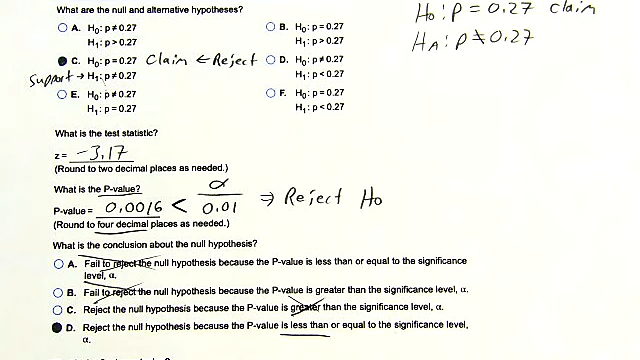 What are the null and alternative hypotheses?
A. H₀: p≠0.27
H₁: p>0.27
B. H₀: p=0.27
H₁: p>0.27
C. H₀: p=0.27 Claim ← Reject
Support → H₁: p≠0.27
D. H₀: p≠0.27
H₁: p<0.27
E. H₀: p≠0.27
H₁: p=0.27
F. H₀: p=0.27
H₁: p<0.27
H₀: p = 0.27 claim
H_A: p ≠ 0.27
What is the test statistic?
z = -3.17
(Round to two decimal places as needed.)
What is the P-value? α
P-value = 0.0016 < 0.01 ⇒ Reject H₀
(Round to four decimal places as needed.)
What is the conclusion about the null hypothesis?
A. Fail to reject the null hypothesis because the P-value is less than or equal to the significance
level, α.
B. Fail to reject the null hypothesis because the P-value is greater than the significance level, α.
C. Reject the null hypothesis because the P-value is greater than the significance level, α.
D. Reject the null hypothesis because the P-value is less than or equal to the significance level,
α.